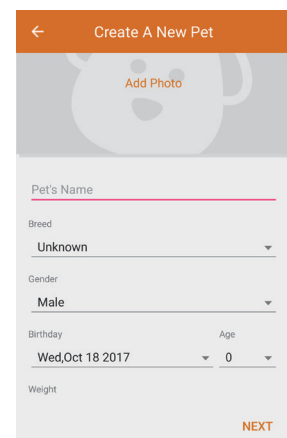 Create A New Pet
Add Photo
Pet's Name
Breed
Unknown
Gender
Male
Birthday Age
Wed,Oct 18 2017 0
Weight
NEXT